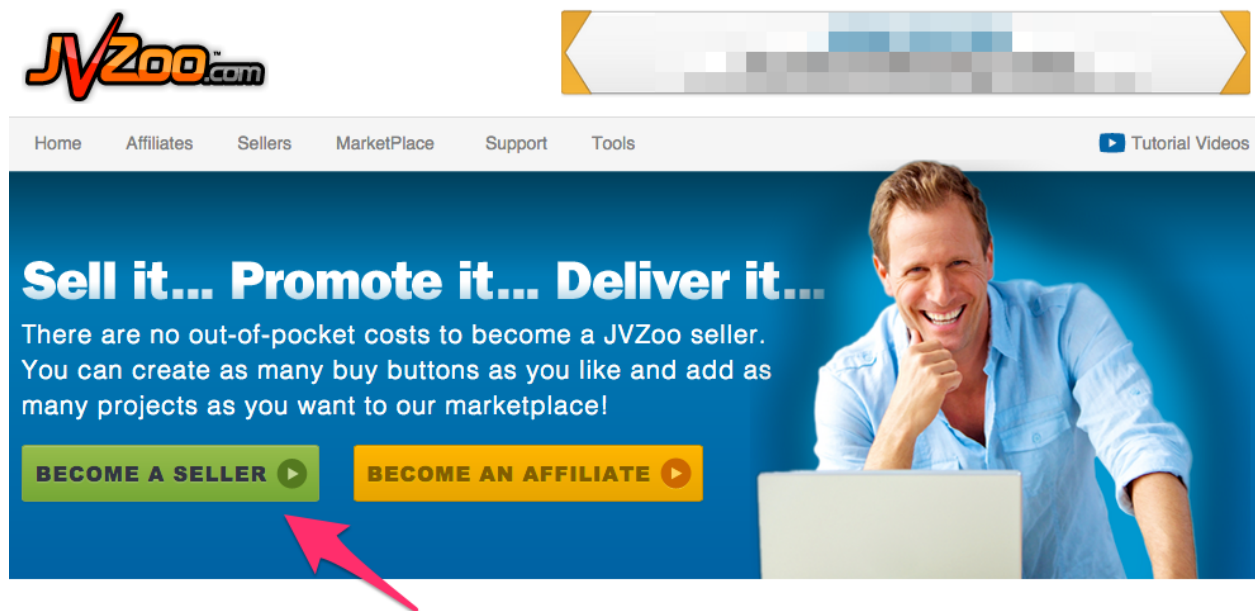 JVZoo.com™
Home Affiliates Sellers MarketPlace Support Tools Tutorial Videos
Sell it... Promote it... Deliver it...
There are no out-of-pocket costs to become a JVZoo seller.
You can create as many buy buttons as you like and add as
many projects as you want to our marketplace!
BECOME A SELLER BECOME AN AFFILIATE